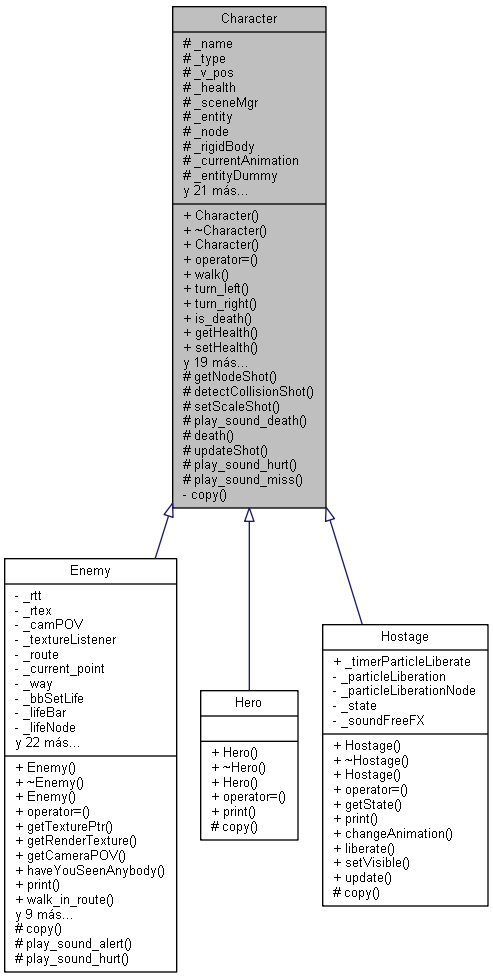 Character
# _name
# _type
# _v_pos
# _health
# _sceneMgr
# _entity
# _node
# _rigidBody
# _currentAnimation
# _entityDummy
y 21 más...
+ Character()
+ ~Character()
+ Character()
+ operator=()
+ walk()
+ turn_left()
+ turn_right()
+ is_death()
+ getHealth()
+ setHealth()
y 19 más...
# getNodeShot()
# detectCollisionShot()
# setScaleShot()
# play_sound_death()
# death()
# updateShot()
# play_sound_hurt()
# play_sound_miss()
- copy()
Enemy
- _rtt
- _rtex
- _camPOV
- _textureListener
- _route
- _current_point
- _way
- _bbSetLife
- _lifeBar
- _lifeNode
y 22 más...
+ Enemy()
+ ~Enemy()
+ Enemy()
+ operator=()
+ getTexturePtr()
+ getRenderTexture()
+ getCameraPOV()
+ haveYouSeenAnybody()
+ print()
+ walk_in_route()
y 9 más...
# copy()
# play_sound_alert()
# play_sound_hurt()
Hero
+ Hero()
+ ~Hero()
+ Hero()
+ operator=()
+ print()
# copy()
Hostage
+ _timerParticleLiberate
- _particleLiberation
- _particleLiberationNode
- _state
- _soundFreeFX
+ Hostage()
+ ~Hostage()
+ Hostage()
+ operator=()
+ getState()
+ print()
+ changeAnimation()
+ liberate()
+ setVisible()
+ update()
# copy()